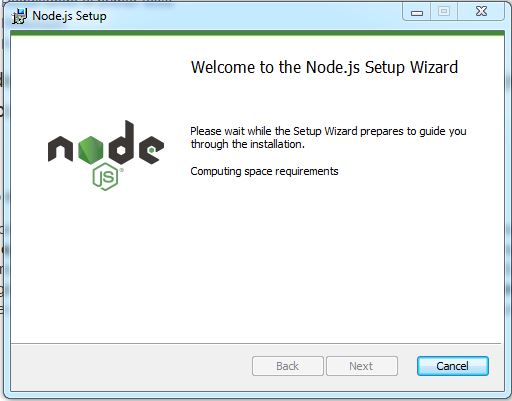 Node.js Setup
Welcome to the Node.js Setup Wizard
node
JS®
Please wait while the Setup Wizard prepares to guide you
through the installation.
Computing space requirements
Back
Next
Cancel